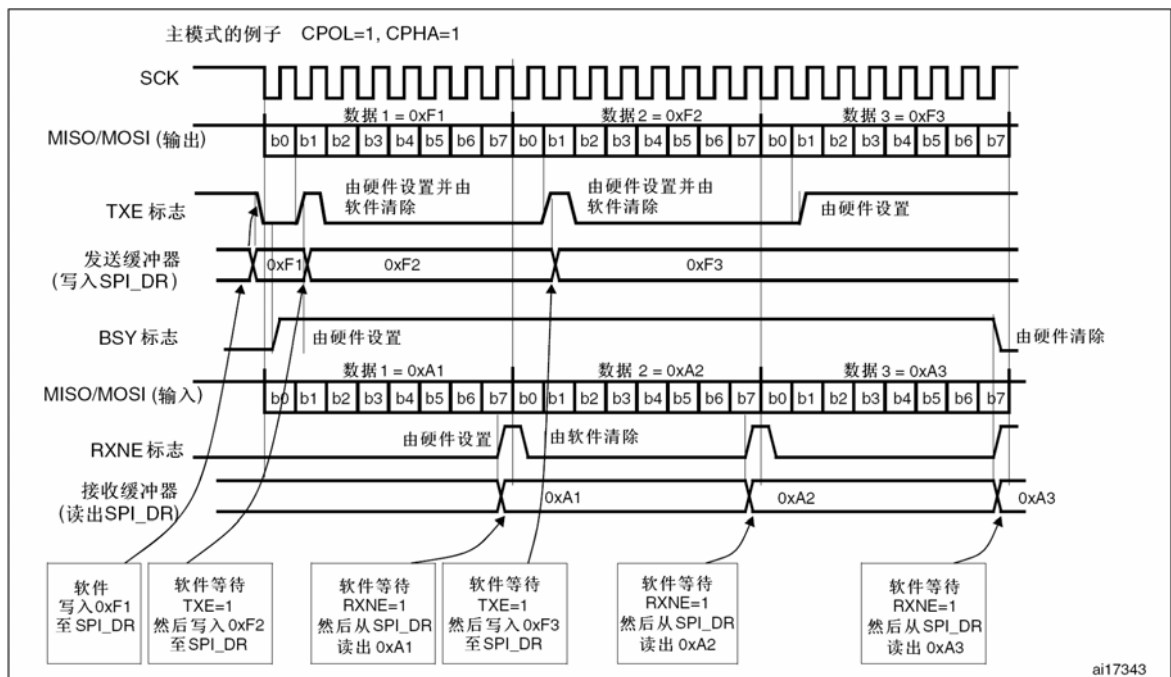 主模式的例子 CPOL=1, CPHA=1
SCK
数据 1 = 0xF1
数据 2 = 0xF2
数据 3 = 0xF3
MISO/MOSI (输出)
b0 b1 b2 b3 b4 b5 b6 b7 b0 b1 b2 b3 b4 b5 b6 b7 b0 b1 b2 b3 b4 b5 b6 b7
TXE 标志
由硬件设置并由
软件清除
由硬件设置并由
软件清除
由硬件设置
发送缓冲器
(写入SPI_DR)
0xF1
0xF2
0xF3
BSY 标志
由硬件设置
由硬件清除
数据 1 = 0xA1
数据 2 = 0xA2
数据 3 = 0xA3
MISO/MOSI (输入)
b0 b1 b2 b3 b4 b5 b6 b7 b0 b1 b2 b3 b4 b5 b6 b7 b0 b1 b2 b3 b4 b5 b6 b7
RXNE 标志
由硬件设置
由软件清除
接收缓冲器
(读出SPI_DR)
0xA1
0xA2
0xA3
软件
写入0xF1
至SPI_DR
软件等待
TXE=1
然后写入0xF2
至SPI_DR
软件等待
RXNE=1
然后从SPI_DR
读出 0xA1
软件等待
TXE=1
然后写入0xF3
至SPI_DR
软件等待
RXNE=1
然后从SPI_DR
读出 0xA2
软件等待
RXNE=1
然后从SPI_DR
读出 0xA3
ai17343